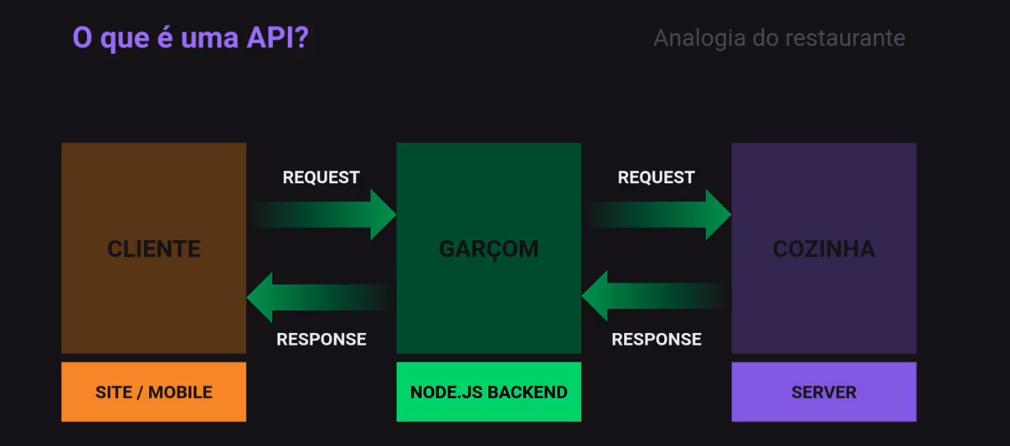 O que é uma API?
Analogia do restaurante
REQUEST
REQUEST
CLIENTE
GARÇOM
COZINHA
RESPONSE
RESPONSE
SITE / MOBILE
NODE.JS BACKEND
SERVER